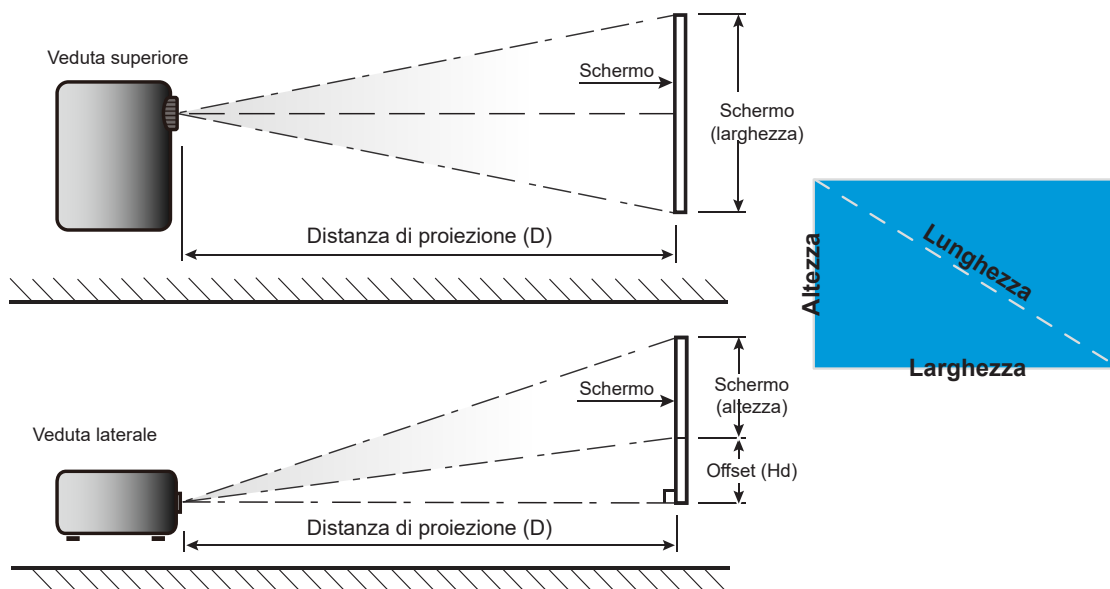 Veduta superiore
Schermo
Schermo
(larghezza)
Distanza di proiezione (D)
Altezza
Lunghezza
Larghezza
Veduta laterale
Schermo
Schermo
(altezza)
Offset (Hd)
Distanza di proiezione (D)